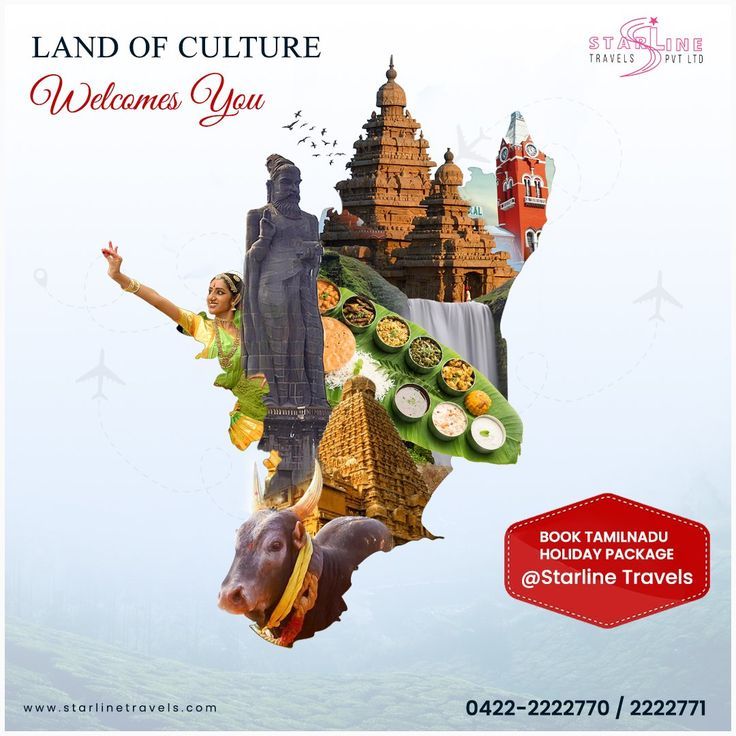 LAND OF CULTURE
Welcomes You
STARLINE
TRAVELS PVT LTD
BOOK TAMILNADU
HOLIDAY PACKAGE
@Starline Travels
www.starlinetravels.com
0422-2222770 / 2222771